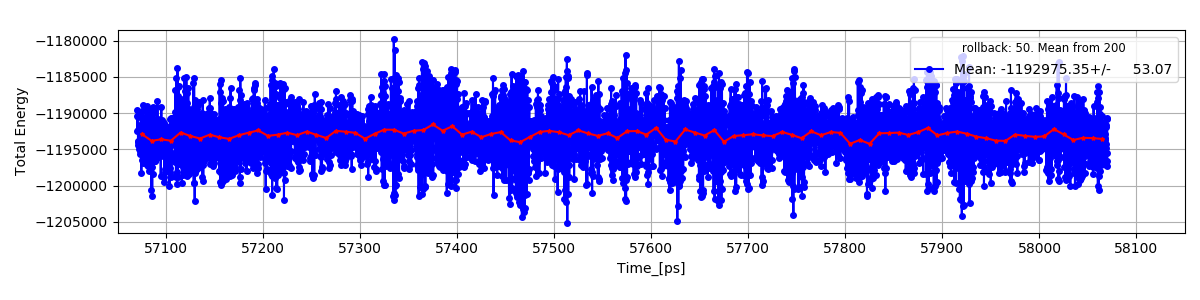 −1180000
−1185000
−1190000
−1195000
−1200000
−1205000
Total Energy
rollback: 50. Mean from 200
Mean: -1192975.35+/- 53.07
57100 57200 57300 57400 57500 57600 57700 57800 57900 58000 58100
Time_[ps]